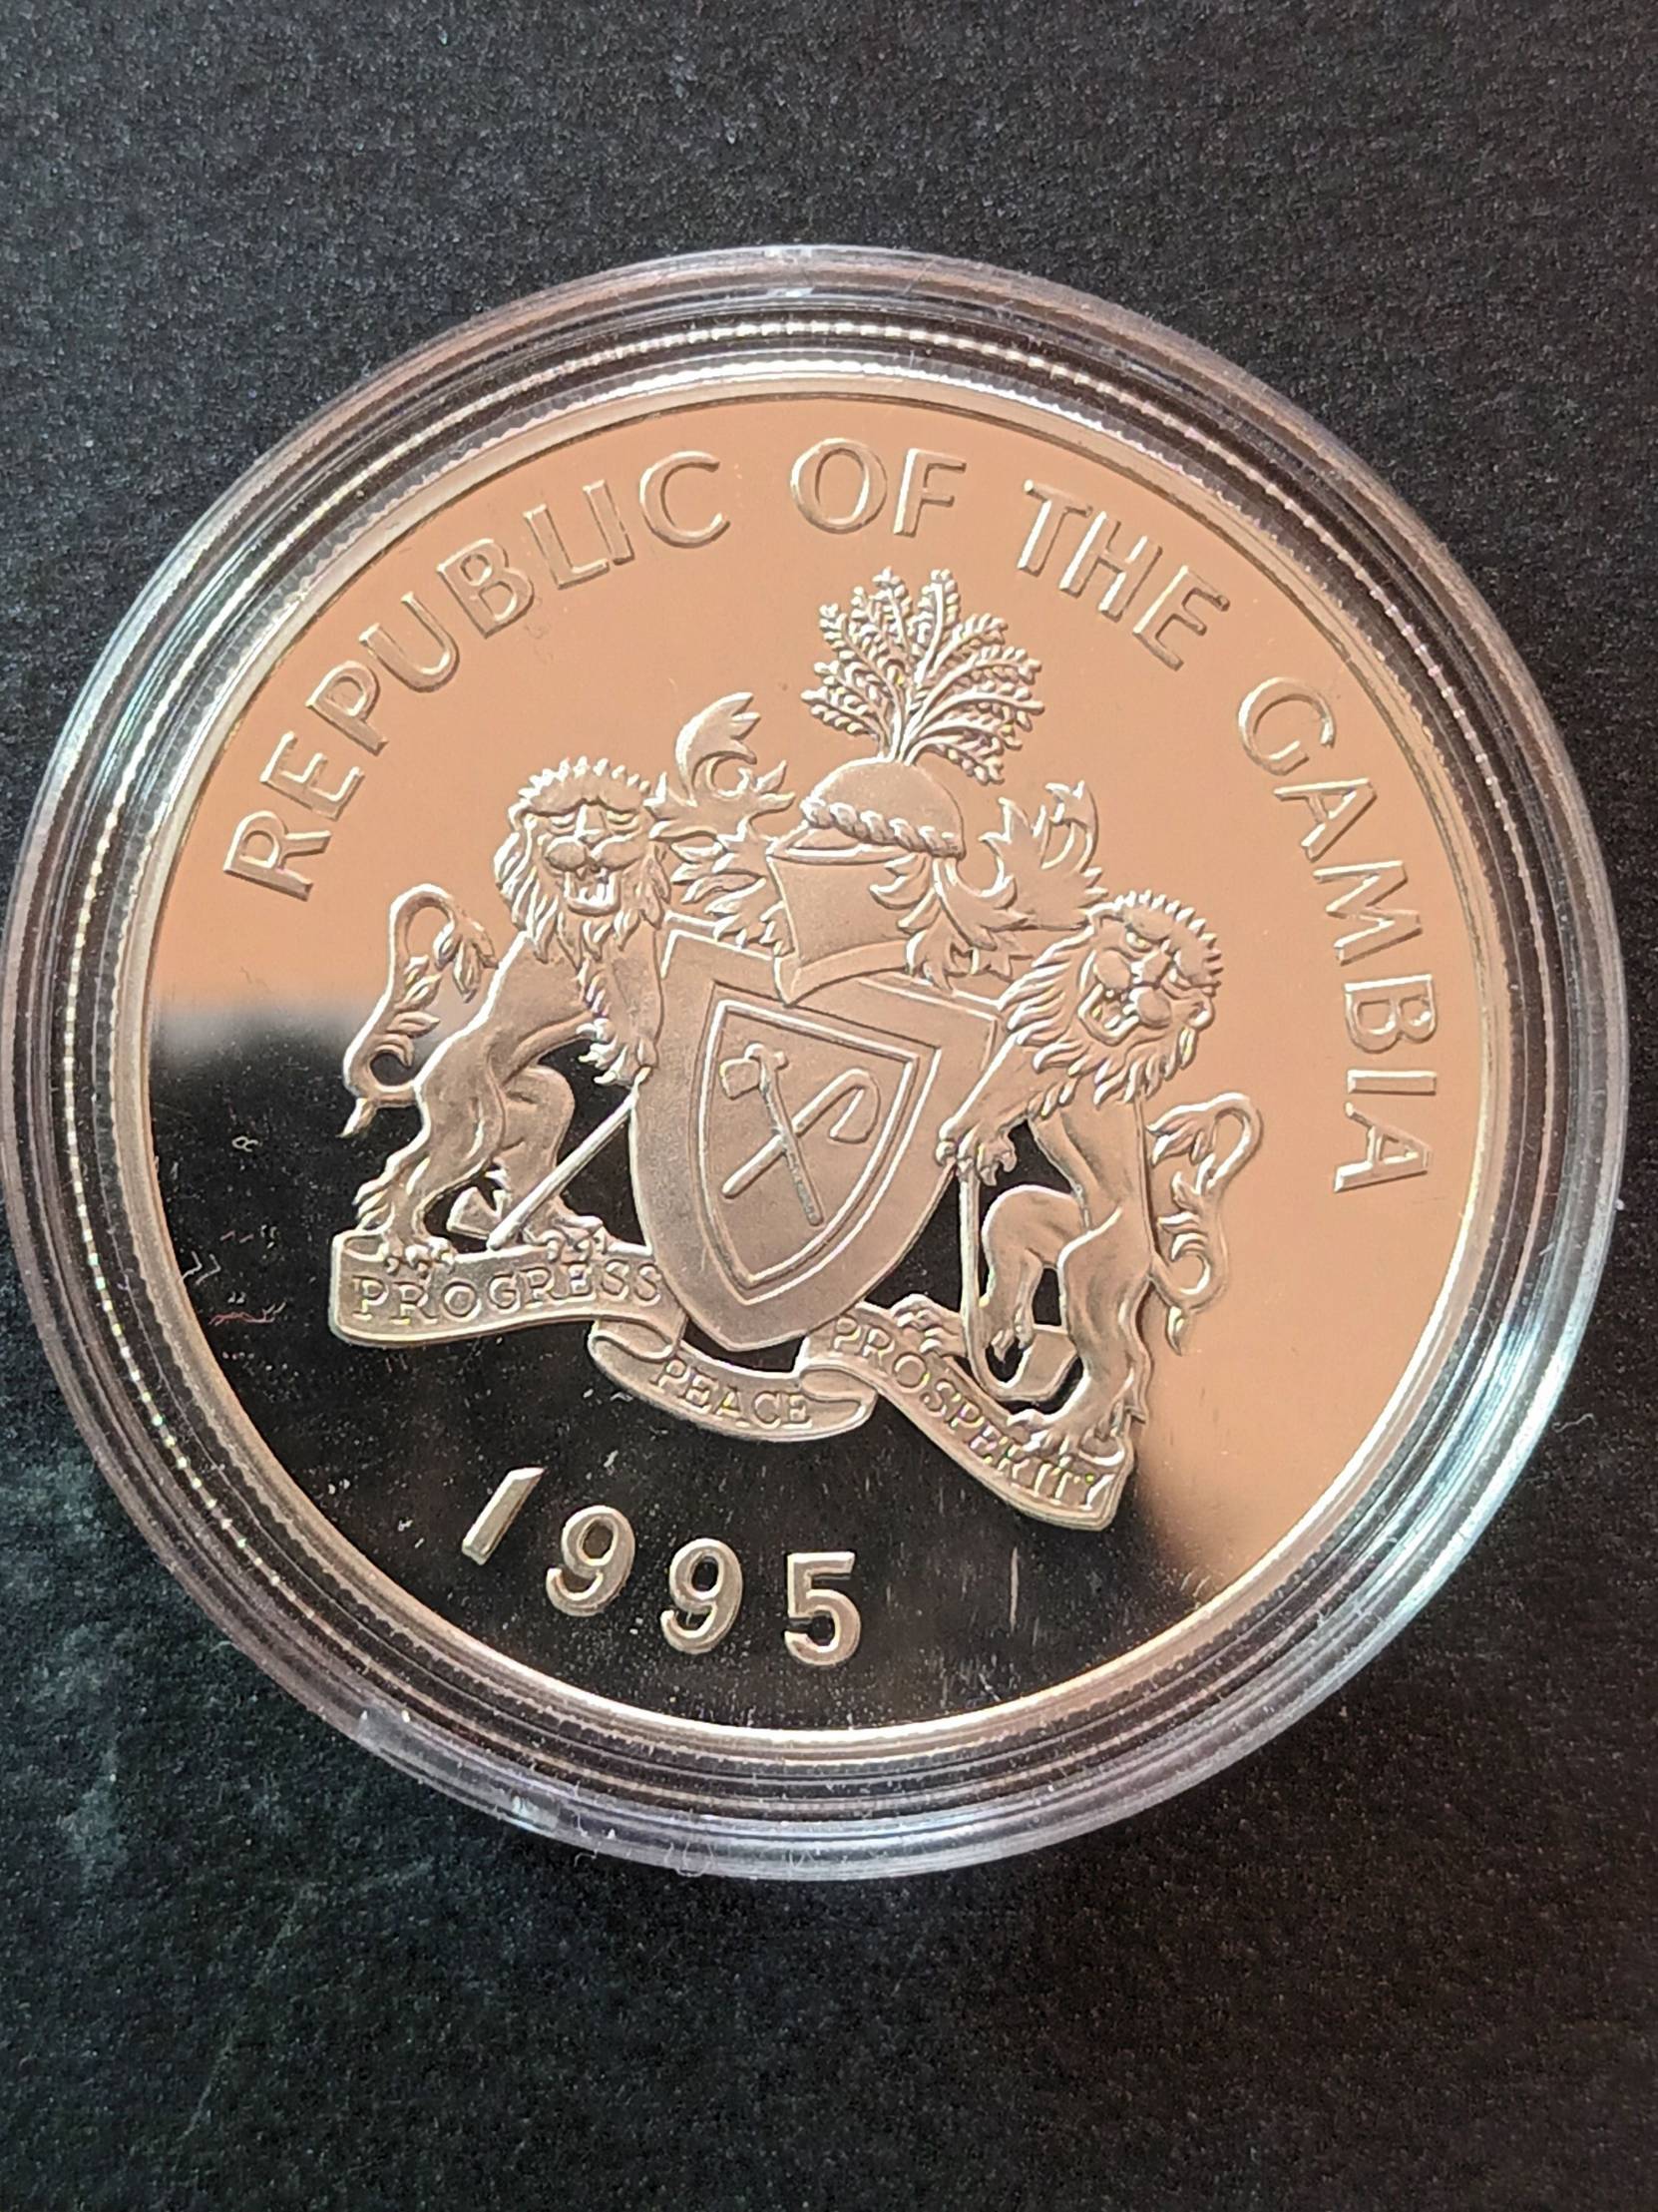 REPUBLIC OF THE GAMBIA
PROGRESS
PEACE
PROSPERITY
1995